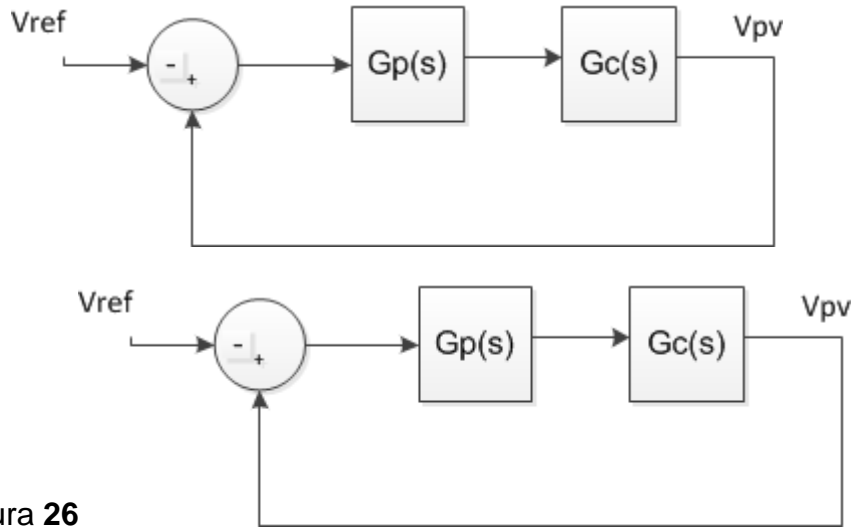 Vref
- +
Gp(s)
Gc(s)
Vpv
Vref
- +
Gp(s)
Gc(s)
Vpv
ura 26